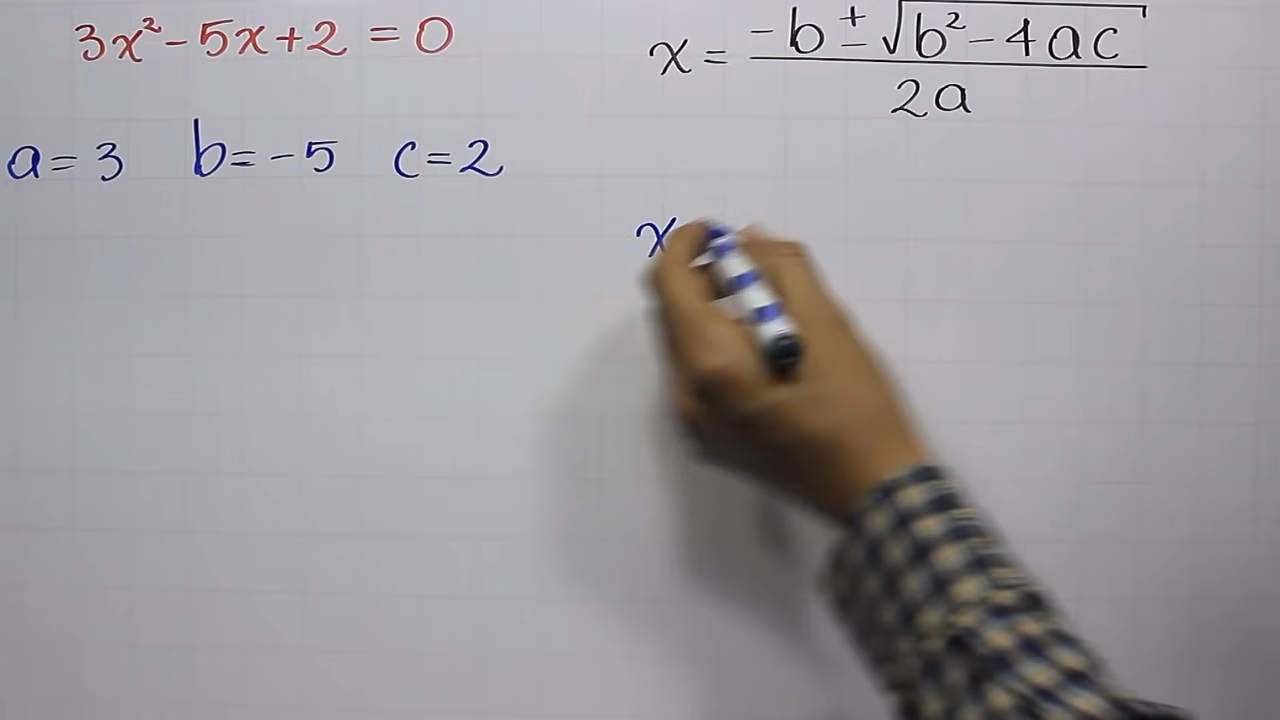 3x² - 5x + 2 = 0
x = (-b ± √(b² - 4ac)) / 2a
a = 3 b = -5 c = 2
x